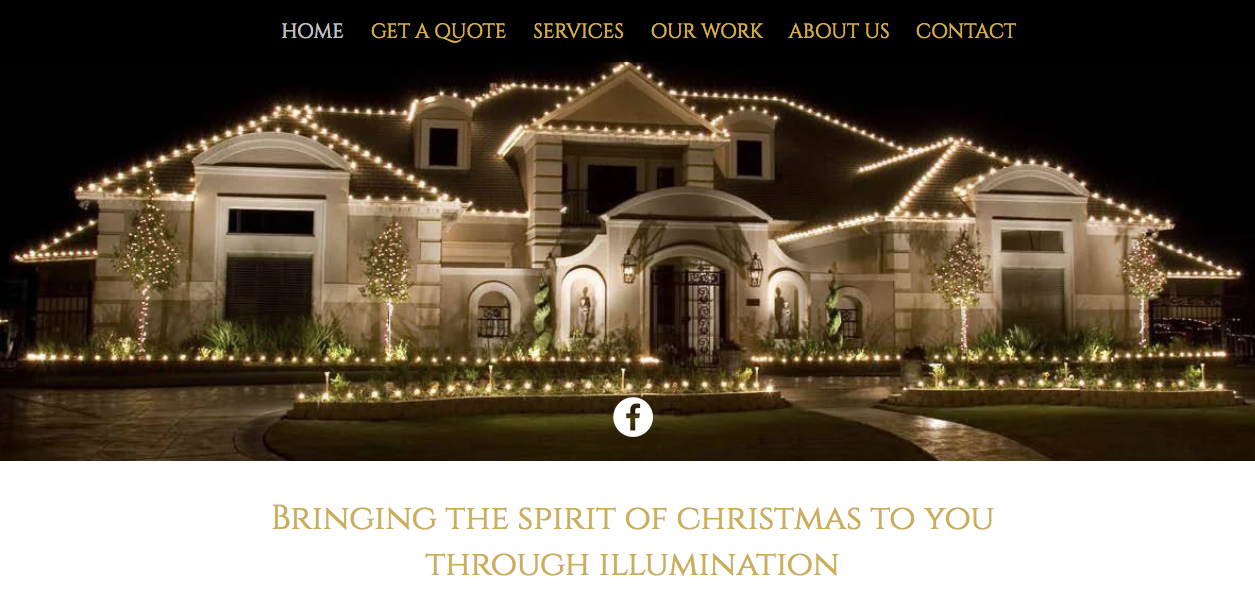 HOME GET A QUOTE SERVICES OUR WORK ABOUT US CONTACT
f
Bringing the spirit of christmas to you
through illumination